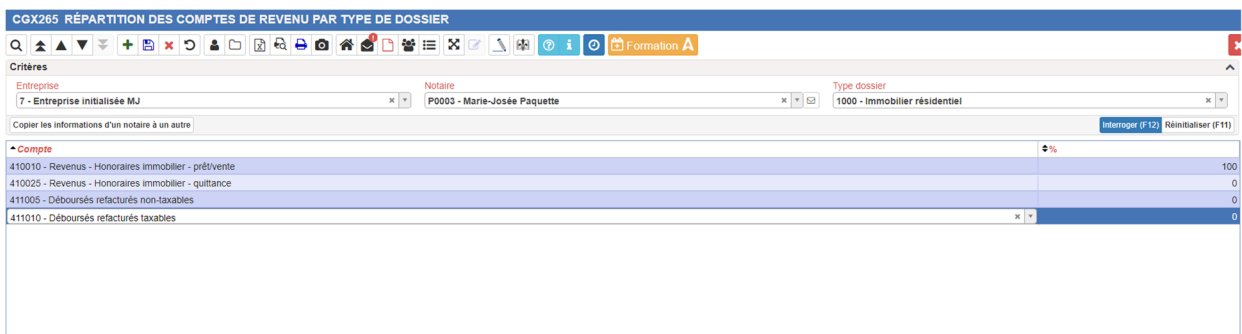 CGX265 RÉPARTITION DES COMPTES DE REVENU PAR TYPE DE DOSSIER
Formation A
Critères
Entreprise Notaire Type dossier
7 - Entreprise initialisée MJ P0003 - Marie-Josée Paquette 1000 - Immobilier résidentiel
Copier les informations d'un notaire à un autre Interroger (F12) Réinitialiser (F11)
Compte %
410010 - Revenus - Honoraires immobilier - prêt/vente 100
410025 - Revenus - Honoraires immobilier - quittance 0
411005 - Déboursés refacturés non-taxables 0
411010 - Déboursés refacturés taxables 0